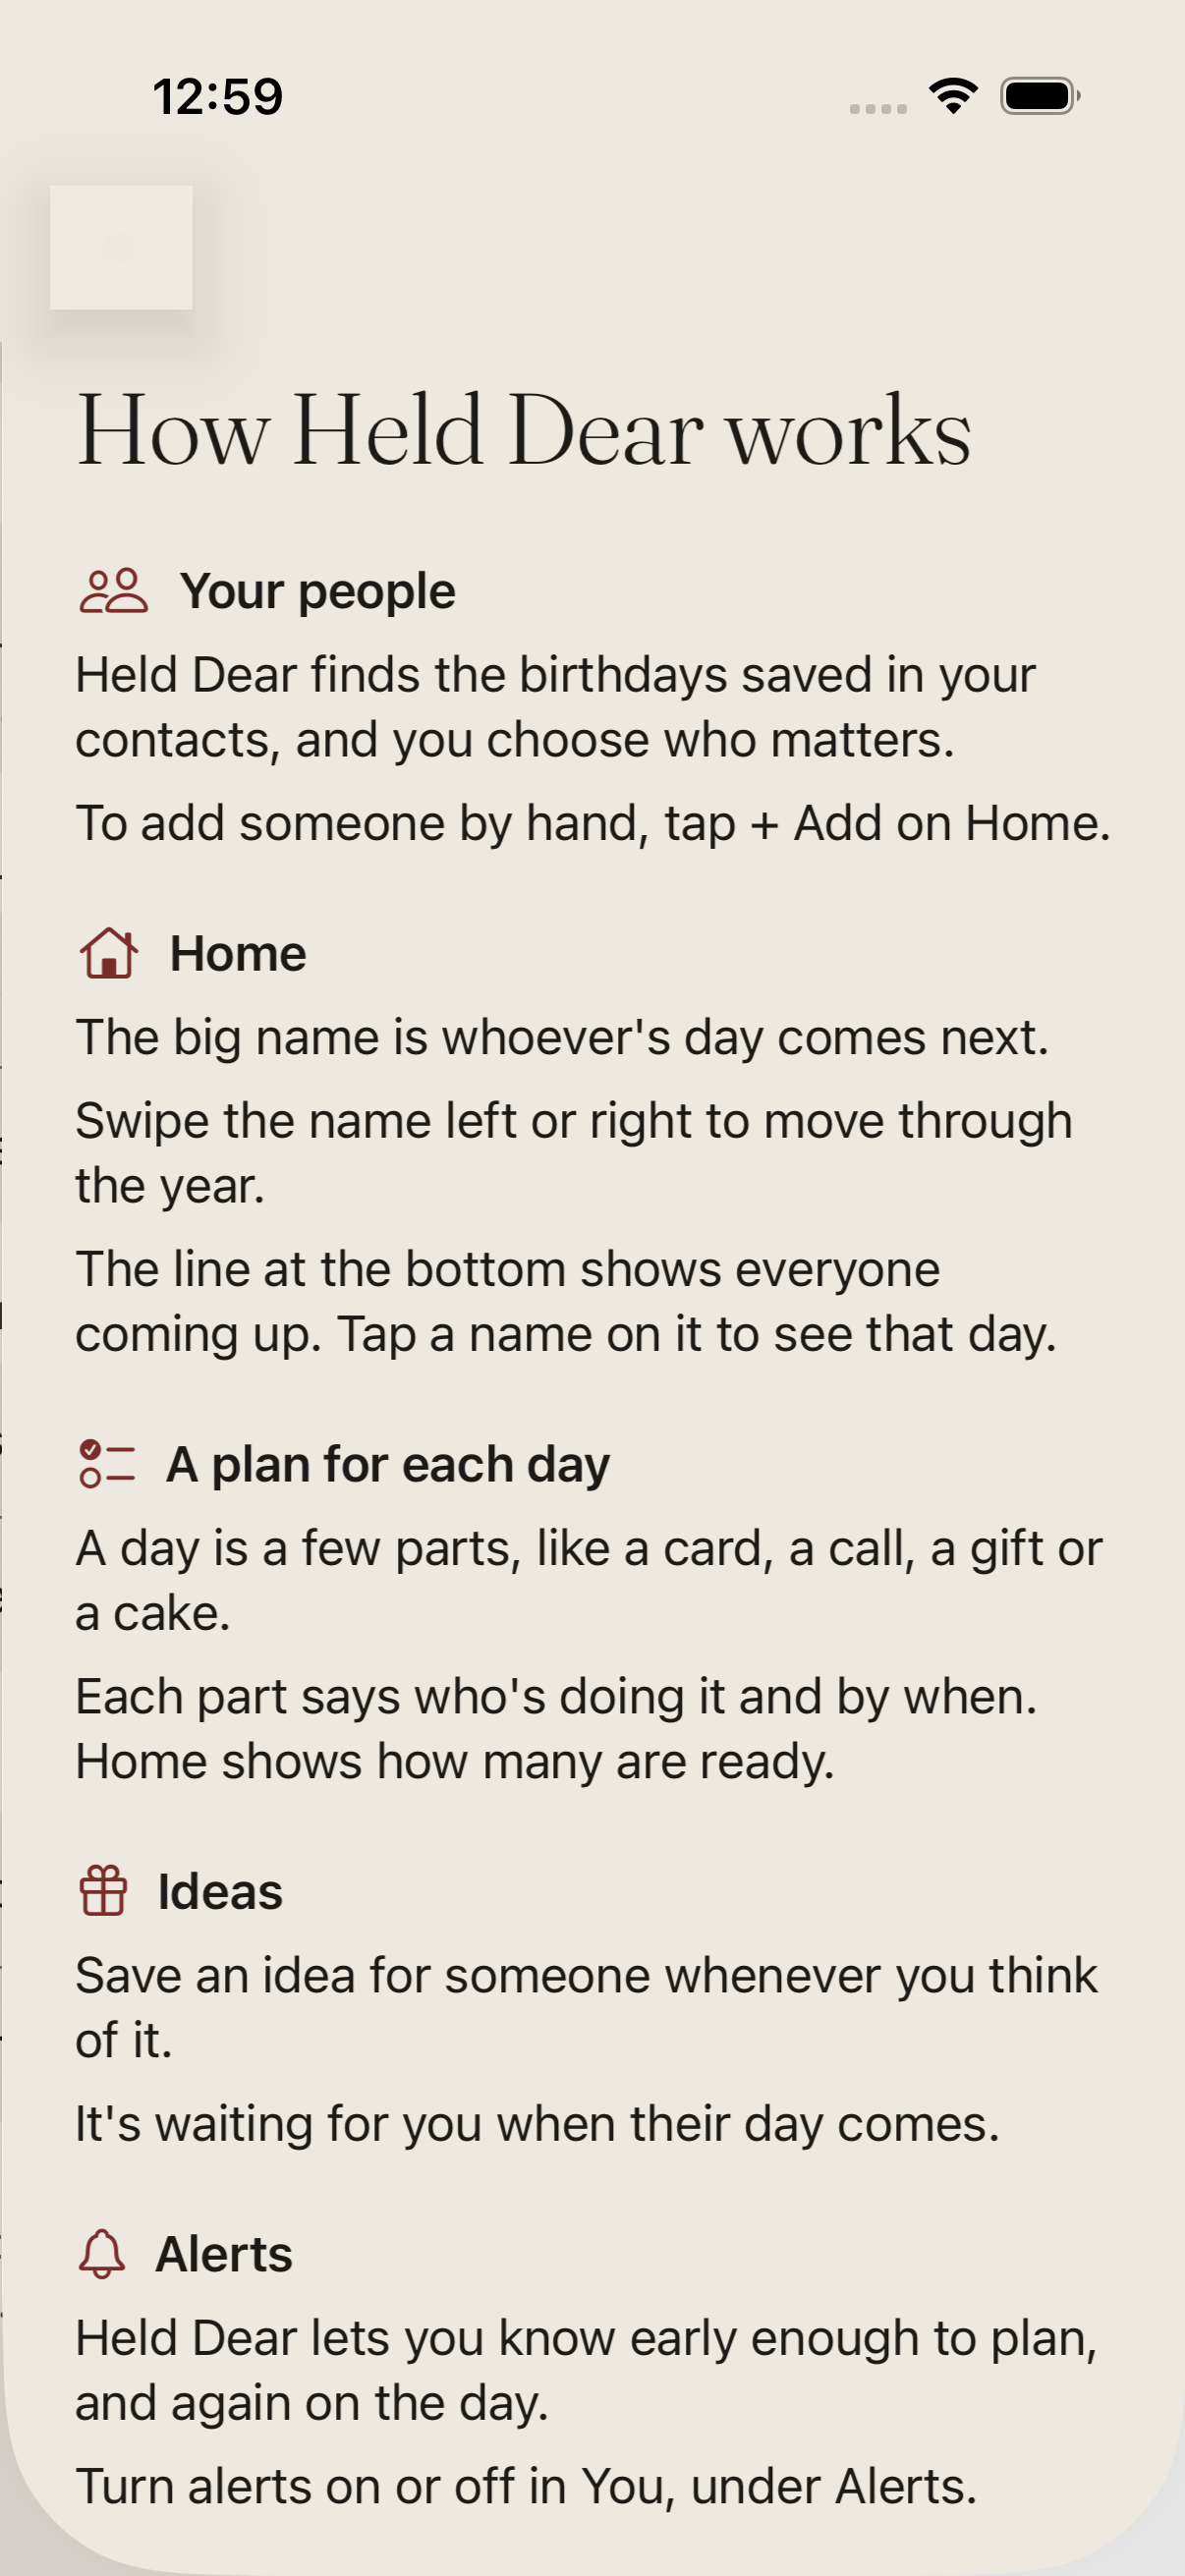 12:59
How Held Dear works
Your people
Held Dear finds the birthdays saved in your
contacts, and you choose who matters.
To add someone by hand, tap + Add on Home.
Home
The big name is whoever's day comes next.
Swipe the name left or right to move through
the year.
The line at the bottom shows everyone
coming up. Tap a name on it to see that day.
A plan for each day
A day is a few parts, like a card, a call, a gift or
a cake.
Each part says who's doing it and by when.
Home shows how many are ready.
Ideas
Save an idea for someone whenever you think
of it.
It's waiting for you when their day comes.
Alerts
Held Dear lets you know early enough to plan,
and again on the day.
Turn alerts on or off in You, under Alerts.